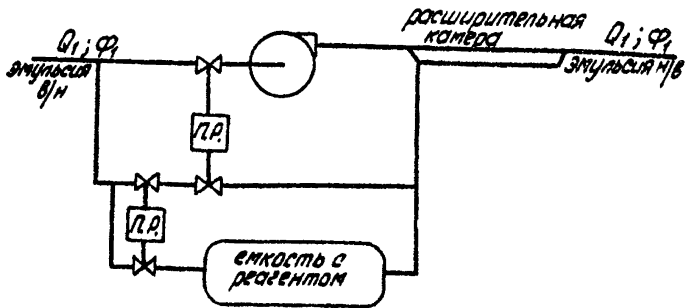 Q1; φ1
эмульсия
в/н
расширительная
камера
Q1; φ1
эмульсия н/в
П.Р.
П.Р.
емкость с
реагентом